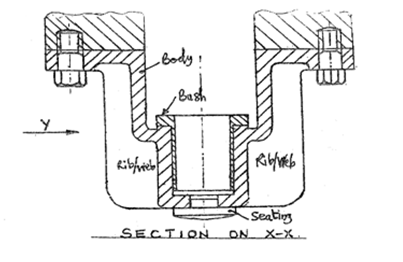 Body
Bush
Y
Rib/web
Rib/web
Seating
SECTION ON X-X.